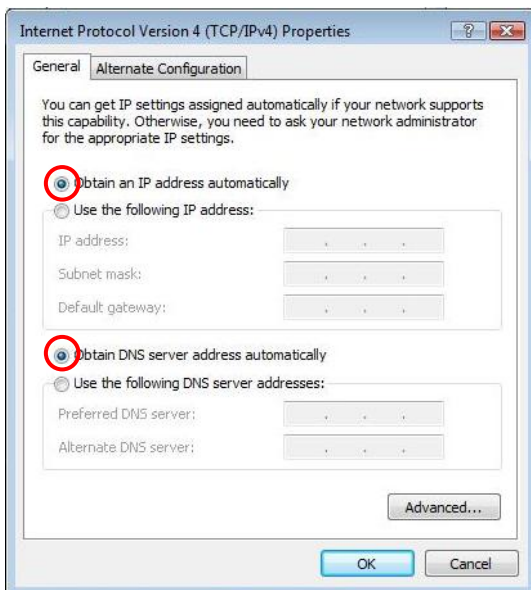 Internet Protocol Version 4 (TCP/IPv4) Properties
General
Alternate Configuration
You can get IP settings assigned automatically if your network supports
this capability. Otherwise, you need to ask your network administrator
for the appropriate IP settings.
Obtain an IP address automatically
Use the following IP address:
IP address:
Subnet mask:
Default gateway:
Obtain DNS server address automatically
Use the following DNS server addresses:
Preferred DNS server:
Alternate DNS server:
Advanced...
OK
Cancel